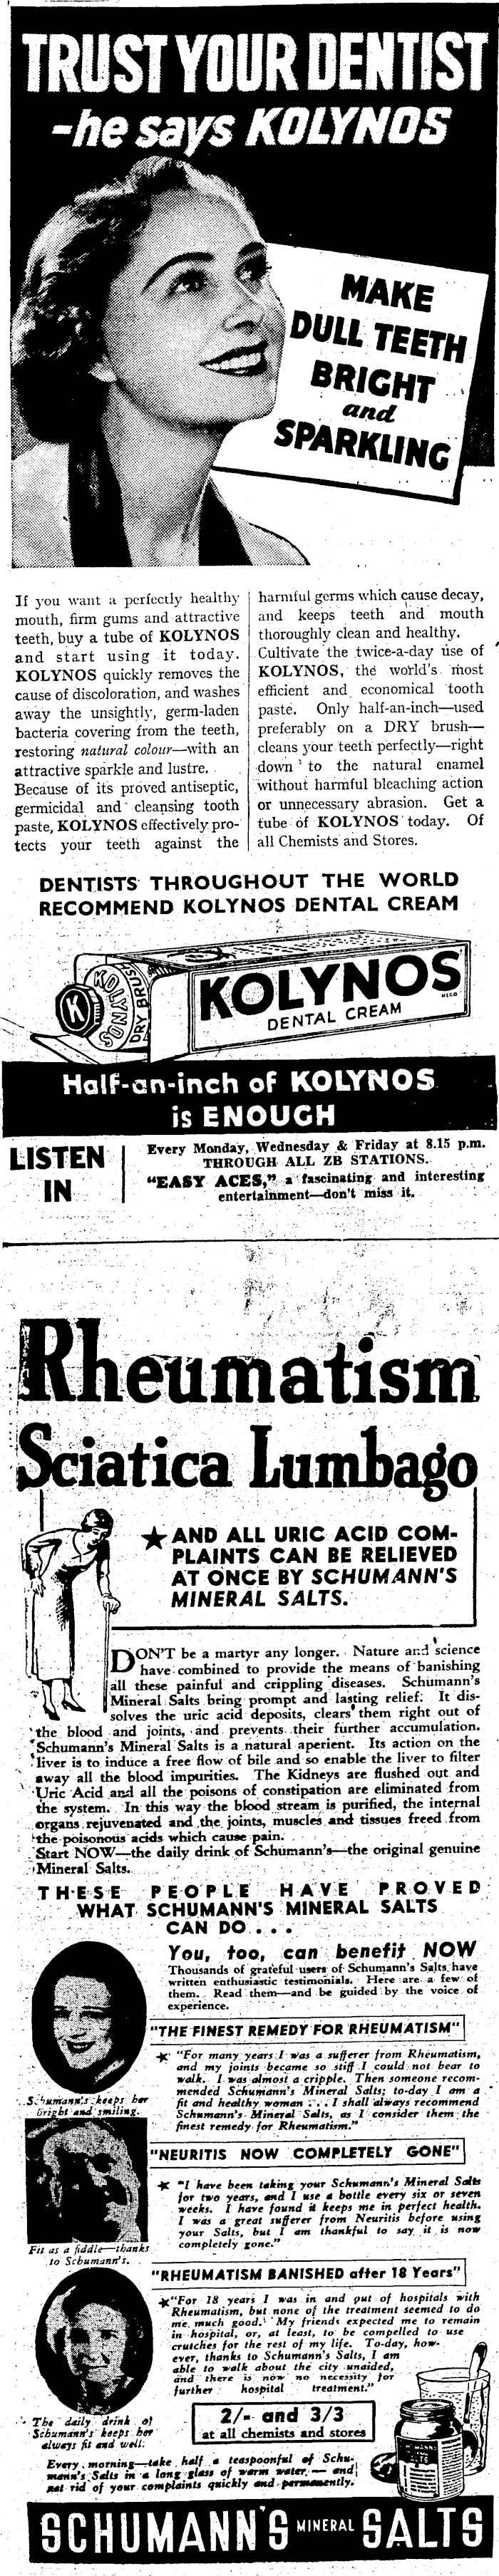 TRUST YOUR DENTIST
-he says KOLYNOS
MAKE
DULL TEETH
BRIGHT
and
SPARKLING
If you want a perfectly healthy
mouth, firm gums and attractive
teeth, buy a tube of KOLYNOS
and start using it today.
KOLYNOS quickly removes the
cause of discoloration, and washes
away the unsightly, germ-laden
bacteria covering from the teeth,
restoring natural colour—with an
attractive sparkle and lustre.
Because of its proved antiseptic,
germicidal and cleansing tooth
paste, KOLYNOS effectively pro-
tects your teeth against the
harmful germs which cause decay,
and keeps teeth and mouth
thoroughly clean and healthy.
Cultivate the twice-a-day use of
KOLYNOS, the world's most
efficient and economical tooth
paste. Only half-an-inch—used
preferably on a DRY brush—
cleans your teeth perfectly—right
down to the natural enamel
without harmful bleaching action
or unnecessary abrasion. Get a
tube of KOLYNOS today. Of
all Chemists and Stores.
DENTISTS THROUGHOUT THE WORLD
RECOMMEND KOLYNOS DENTAL CREAM
K
KOLYNOS
DRY BRUSH
KOLYNOS
DENTAL CREAM
Half-an-inch of KOLYNOS
is ENOUGH
LISTEN
IN
Every Monday, Wednesday & Friday at 8.15 p.m.
THROUGH ALL ZB STATIONS.
"EASY ACES," a fascinating and interesting
entertainment—don't miss it.
Rheumatism
Sciatica Lumbago
★ AND ALL URIC ACID COM-
PLAINTS CAN BE RELIEVED
AT ONCE BY SCHUMANN'S
MINERAL SALTS.
DON'T be a martyr any longer. Nature and science
have combined to provide the means of banishing
all these painful and crippling diseases. Schumann's
Mineral Salts bring prompt and lasting relief. It dis-
solves the uric acid deposits, clears them right out of
the blood and joints, and prevents their further accumulation.
Schumann's Mineral Salts is a natural aperient. Its action on the
liver is to induce a free flow of bile and so enable the liver to filter
away all the blood impurities. The Kidneys are flushed out and
Uric Acid and all the poisons of constipation are eliminated from
the system. In this way the blood stream is purified, the internal
organs rejuvenated and the joints, muscles and tissues freed from
the poisonous acids which cause pain.
Start NOW—the daily drink of Schumann's—the original genuine
Mineral Salts.
THESE PEOPLE HAVE PROVED
WHAT SCHUMANN'S MINERAL SALTS
CAN DO . . .
You, too, can benefit NOW
Thousands of grateful users of Schumann's Salts have
written enthusiastic testimonials. Here are a few of
them. Read them—and be guided by the voice of
experience.
Schumann's keeps her
bright and smiling.
"THE FINEST REMEDY FOR RHEUMATISM"
★ "For many years I was a sufferer from Rheumatism,
and my joints became so stiff I could not bear to
walk. I was almost a cripple. Then someone recom-
mended Schumann's Mineral Salts; to-day I am a
fit and healthy woman . . . I shall always recommend
Schumann's Mineral Salts, as I consider them the
finest remedy for Rheumatism."
Fit as a fiddle—thanks
to Schumann's.
"NEURITIS NOW COMPLETELY GONE"
★ "I have been taking your Schumann's Mineral Salts
for two years, and I use a bottle every six or seven
weeks. I have found it keeps me in perfect health.
I was a great sufferer from Neuritis before using
your Salts, but I am thankful to say it is now
completely gone."
"RHEUMATISM BANISHED after 18 Years"
★ "For 18 years I was in and out of hospitals with
Rheumatism, but none of the treatment seemed to do
me much good. My friends expected me to remain
in hospital, or, at least, to be compelled to use
crutches for the rest of my life. To-day, how-
ever, thanks to Schumann's Salts, I am
able to walk about the city unaided,
and there is now no necessity for
further hospital treatment."
The daily drink of
Schumann's keeps her
always fit and well.
2/- and 3/3
at all chemists and stores
Every morning—take half a teaspoonful of Schu-
mann's Salts in a long glass of warm water — and
get rid of your complaints quickly and permanently.
SCHUMANN'S MINERAL SALTS